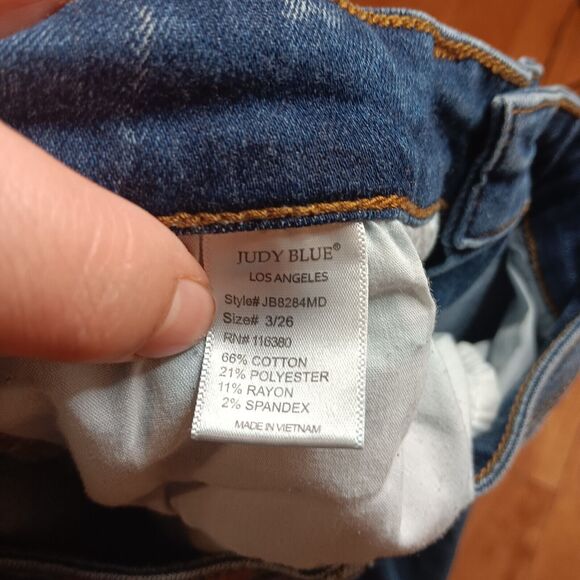 JUDY BLUE®
LOS ANGELES
Style# JB8284MD
Size# 3/26
RN# 116380
66% COTTON
21% POLYESTER
11% RAYON
2% SPANDEX
MADE IN VIETNAM